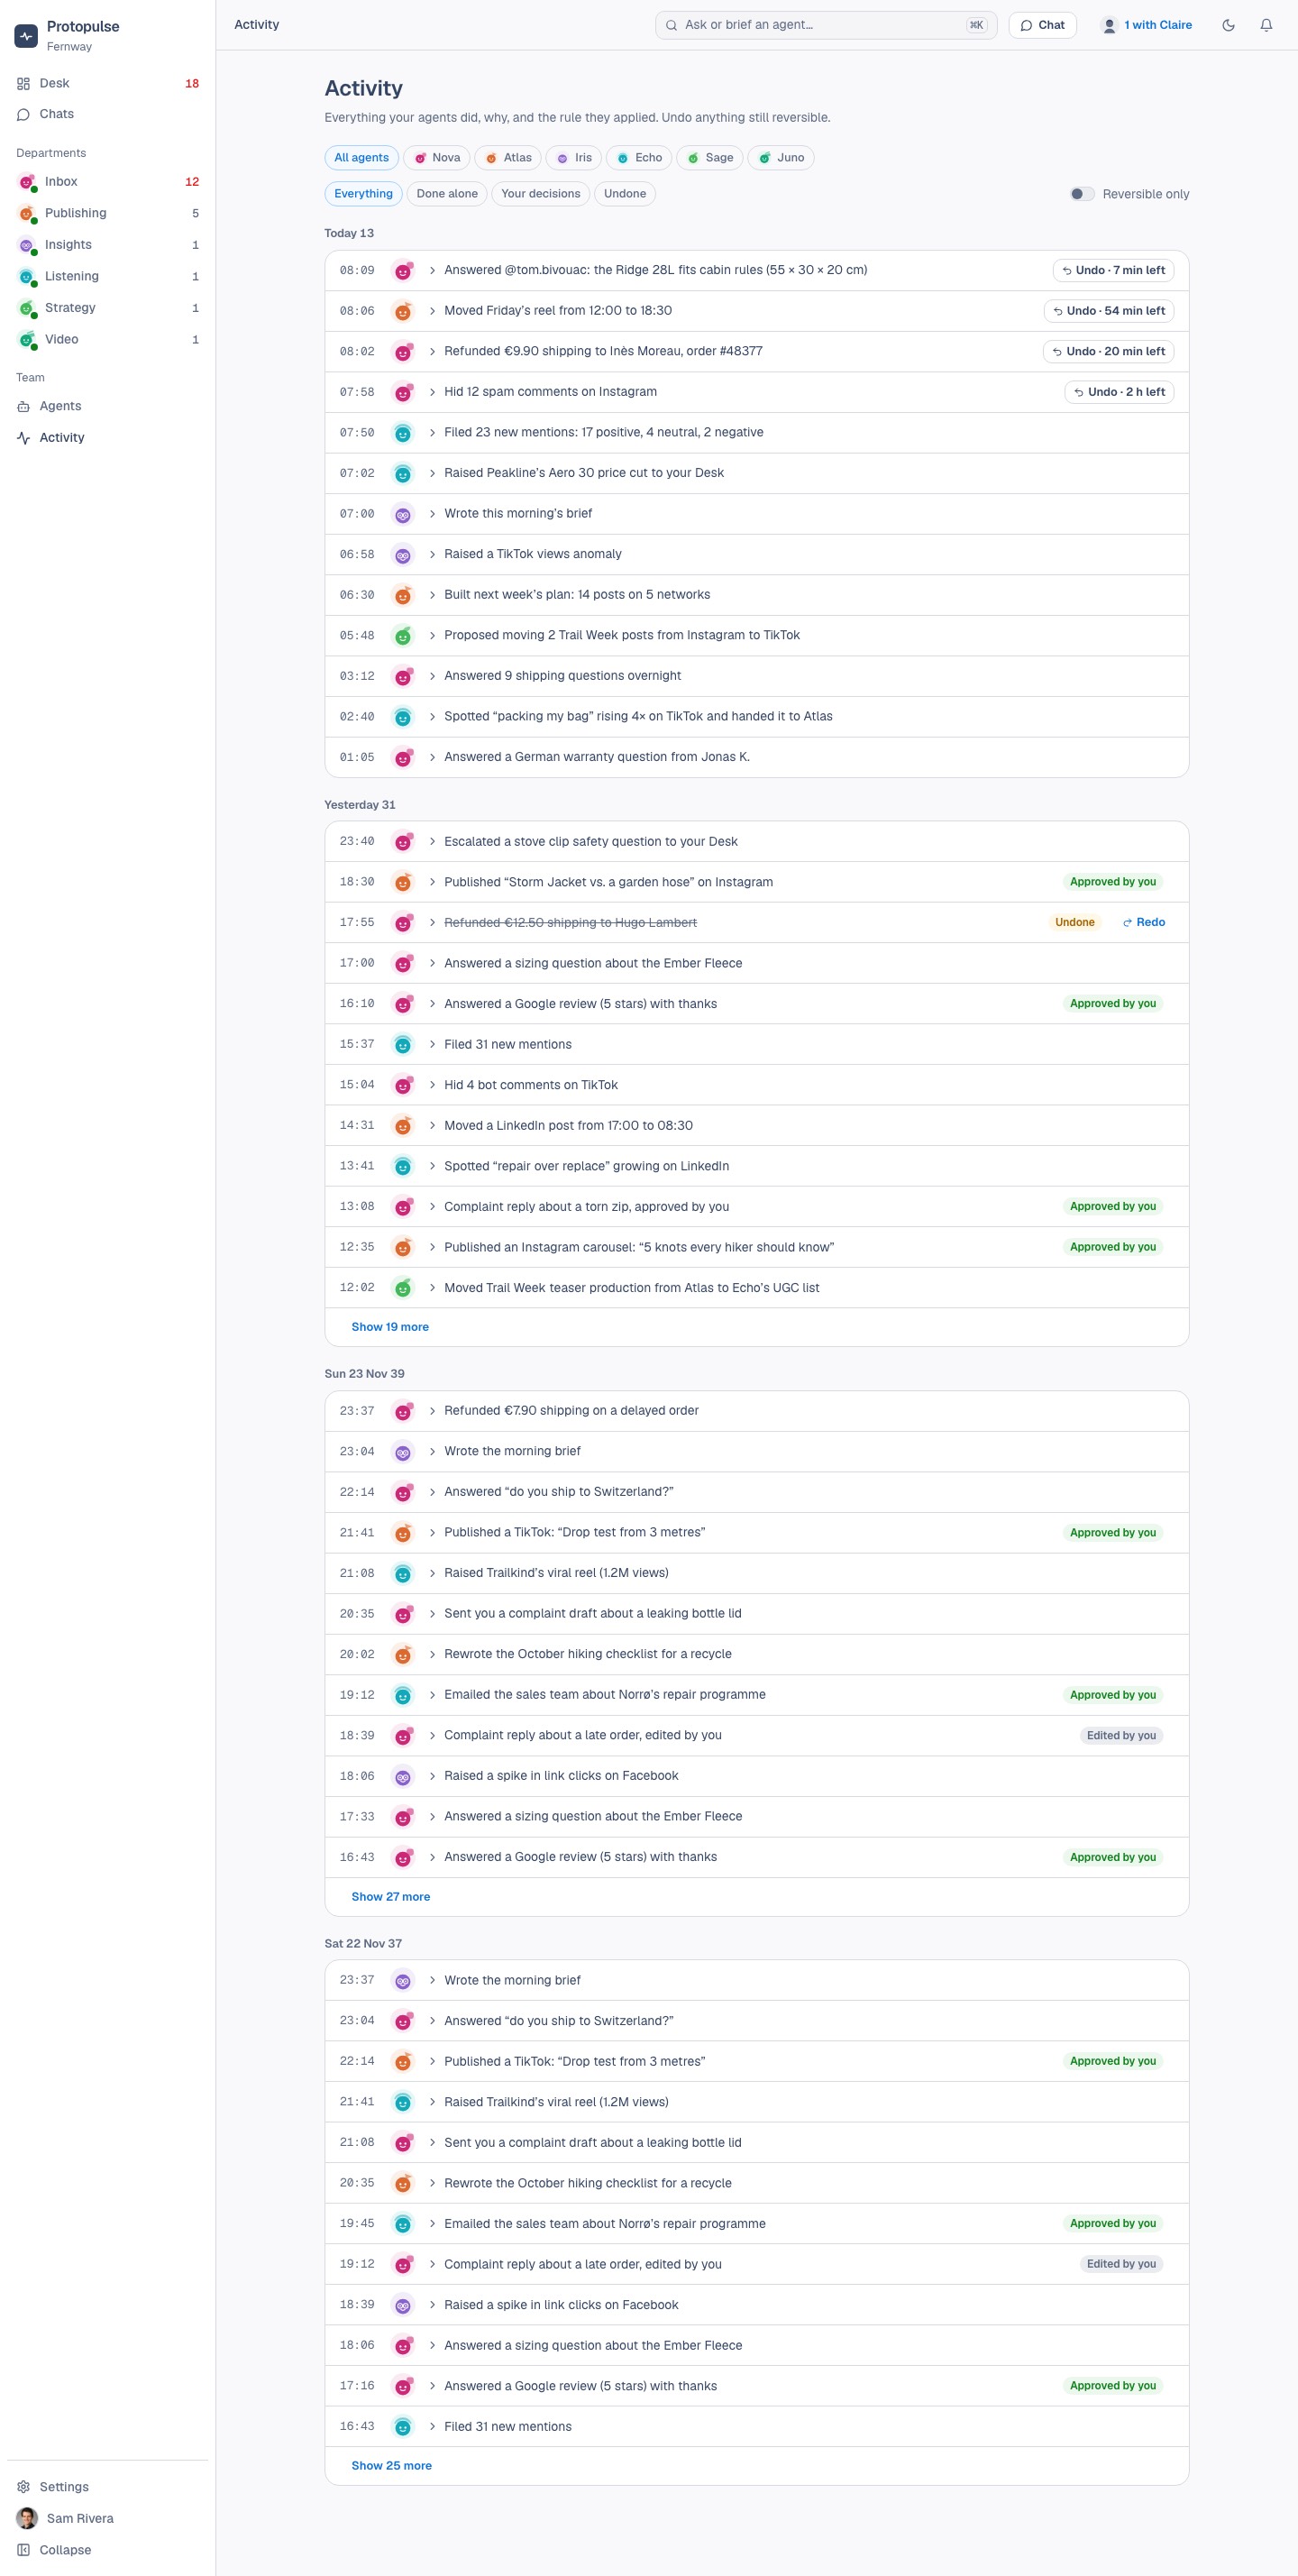 Protopulse
Fernway
Desk 18
Chats
Departments
Inbox 12
Publishing 5
Insights 1
Listening 1
Strategy 1
Video 1
Team
Agents
Activity
Settings
Sam Rivera
Collapse
Activity
Ask or brief an agent… ⌘K
Chat
1 with Claire
Activity
Everything your agents did, why, and the rule they applied. Undo anything still reversible.
All agents Nova Atlas Iris Echo Sage Juno
Everything Done alone Your decisions Undone Reversible only
Today 13
08:09 Answered @tom.bivouac: the Ridge 28L fits cabin rules (55 × 30 × 20 cm) Undo · 7 min left
08:06 Moved Friday’s reel from 12:00 to 18:30 Undo · 54 min left
08:02 Refunded €9.90 shipping to Inès Moreau, order #48377 Undo · 20 min left
07:58 Hid 12 spam comments on Instagram Undo · 2 h left
07:50 Filed 23 new mentions: 17 positive, 4 neutral, 2 negative
07:02 Raised Peakline’s Aero 30 price cut to your Desk
07:00 Wrote this morning’s brief
06:58 Raised a TikTok views anomaly
06:30 Built next week’s plan: 14 posts on 5 networks
05:48 Proposed moving 2 Trail Week posts from Instagram to TikTok
03:12 Answered 9 shipping questions overnight
02:40 Spotted “packing my bag” rising 4× on TikTok and handed it to Atlas
01:05 Answered a German warranty question from Jonas K.
Yesterday 31
23:40 Escalated a stove clip safety question to your Desk
18:30 Published “Storm Jacket vs. a garden hose” on Instagram Approved by you
17:55 Refunded €12.50 shipping to Hugo Lambert Undone Redo
17:00 Answered a sizing question about the Ember Fleece
16:10 Answered a Google review (5 stars) with thanks Approved by you
15:37 Filed 31 new mentions
15:04 Hid 4 bot comments on TikTok
14:31 Moved a LinkedIn post from 17:00 to 08:30
13:41 Spotted “repair over replace” growing on LinkedIn
13:08 Complaint reply about a torn zip, approved by you Approved by you
12:35 Published an Instagram carousel: “5 knots every hiker should know” Approved by you
12:02 Moved Trail Week teaser production from Atlas to Echo’s UGC list
Show 19 more
Sun 23 Nov 39
23:37 Refunded €7.90 shipping on a delayed order
23:04 Wrote the morning brief
22:14 Answered “do you ship to Switzerland?”
21:41 Published a TikTok: “Drop test from 3 metres” Approved by you
21:08 Raised Trailkind’s viral reel (1.2M views)
20:35 Sent you a complaint draft about a leaking bottle lid
20:02 Rewrote the October hiking checklist for a recycle
19:12 Emailed the sales team about Norrø’s repair programme Approved by you
18:39 Complaint reply about a late order, edited by you Edited by you
18:06 Raised a spike in link clicks on Facebook
17:33 Answered a sizing question about the Ember Fleece
16:43 Answered a Google review (5 stars) with thanks Approved by you
Show 27 more
Sat 22 Nov 37
23:37 Wrote the morning brief
23:04 Answered “do you ship to Switzerland?”
22:14 Published a TikTok: “Drop test from 3 metres” Approved by you
21:41 Raised Trailkind’s viral reel (1.2M views)
21:08 Sent you a complaint draft about a leaking bottle lid
20:35 Rewrote the October hiking checklist for a recycle
19:45 Emailed the sales team about Norrø’s repair programme Approved by you
19:12 Complaint reply about a late order, edited by you Edited by you
18:39 Raised a spike in link clicks on Facebook
18:06 Answered a sizing question about the Ember Fleece
17:16 Answered a Google review (5 stars) with thanks Approved by you
16:43 Filed 31 new mentions
Show 25 more